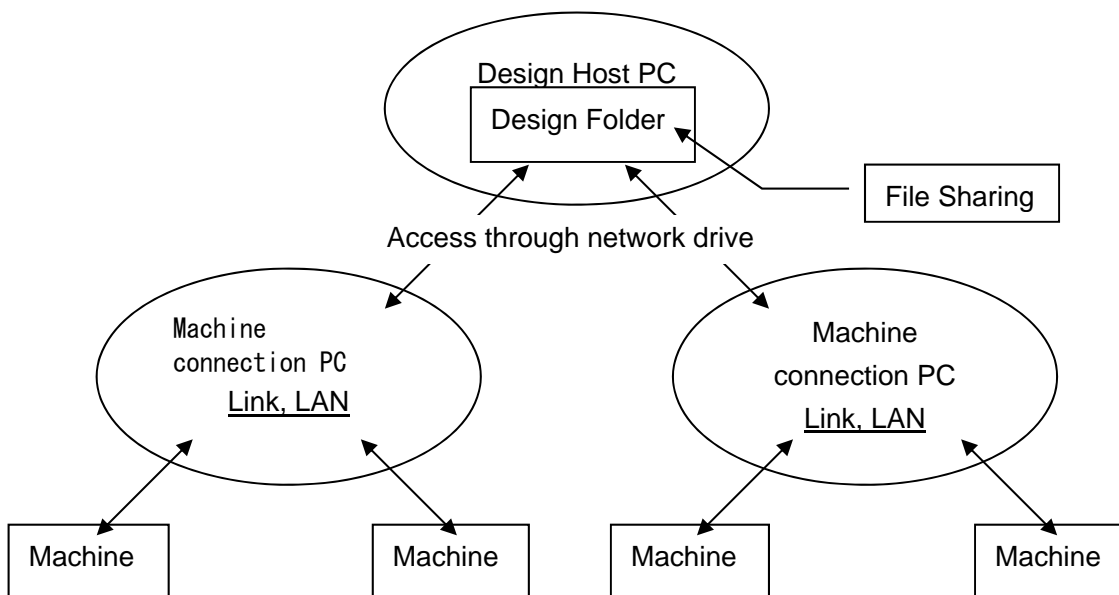 Design Host PC
Design Folder
File Sharing
Access through network drive
Machine
connection PC
Link, LAN
Machine
connection PC
Link, LAN
Machine
Machine
Machine
Machine